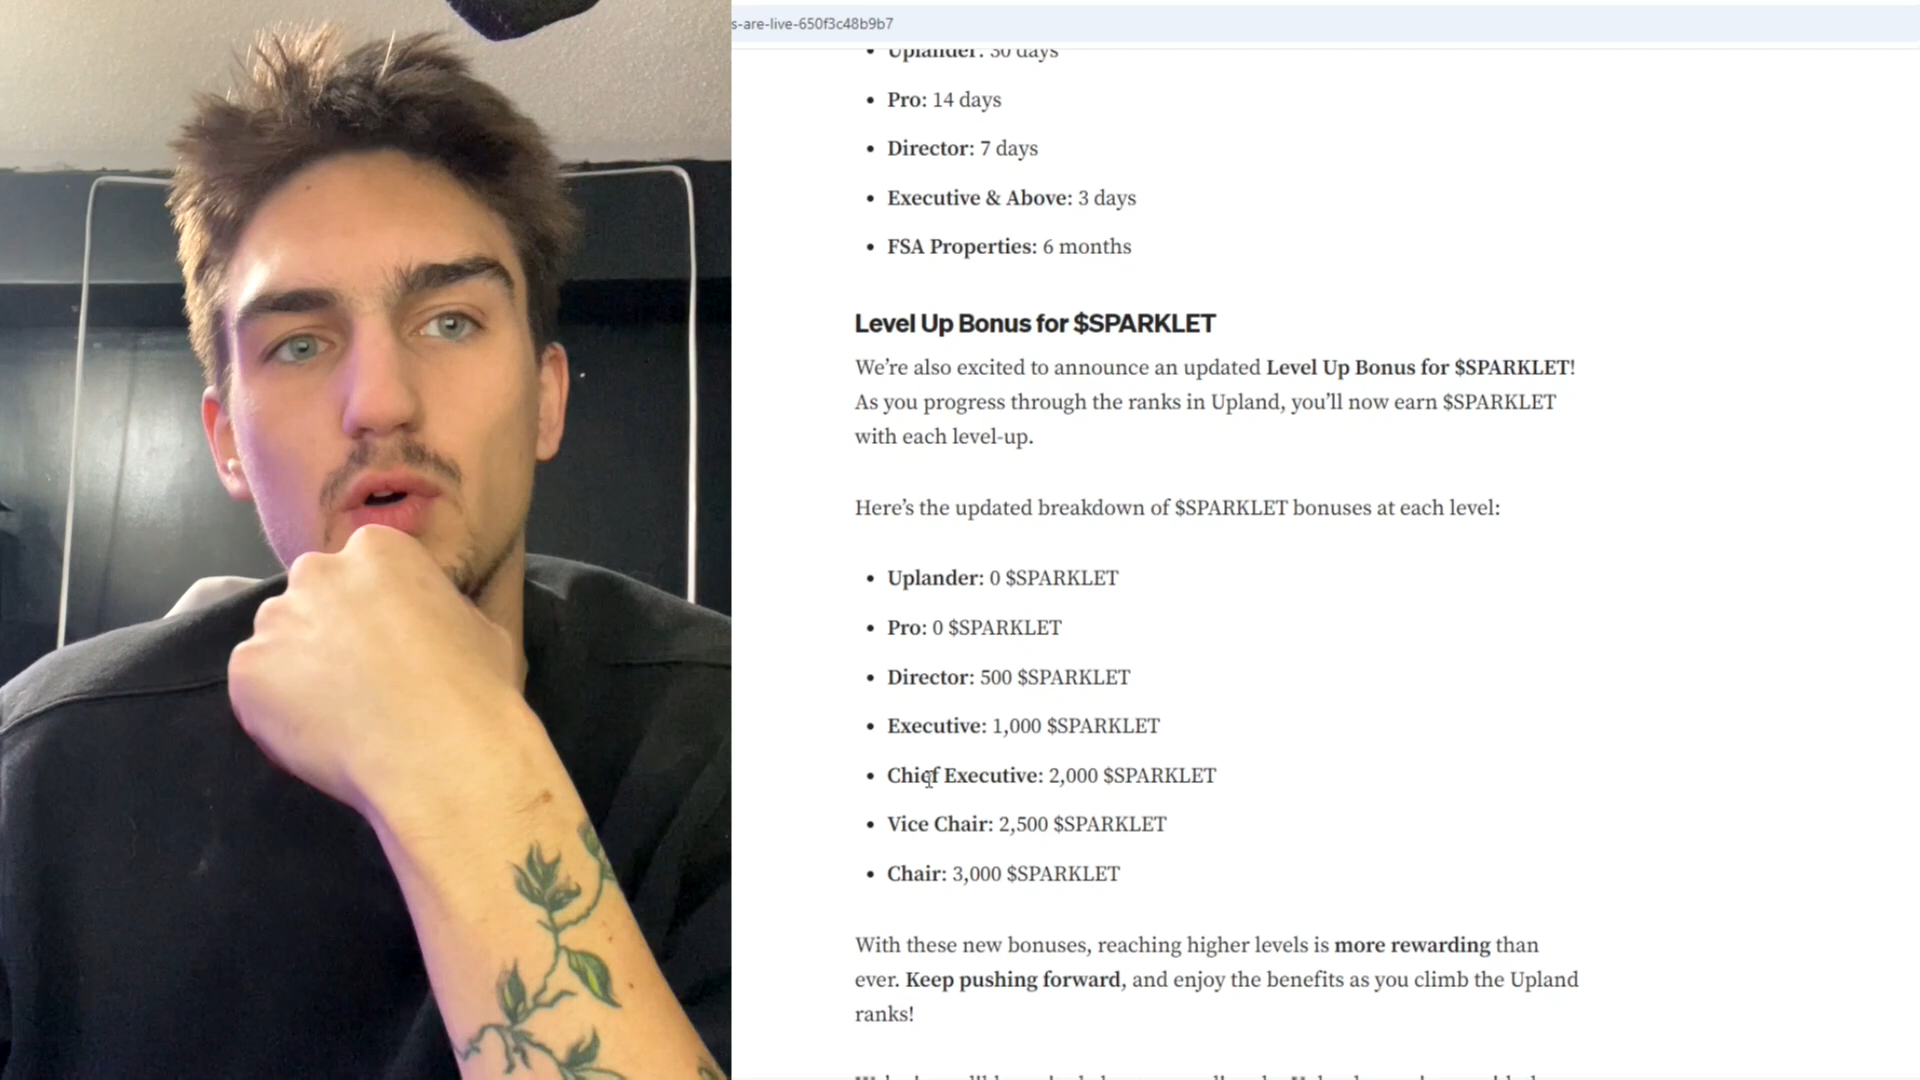 s-are-live-650f3c48b9b7
Uplander: 30 days
Pro: 14 days
Director: 7 days
Executive & Above: 3 days
FSA Properties: 6 months
Level Up Bonus for $SPARKLET
We’re also excited to announce an updated Level Up Bonus for $SPARKLET!
As you progress through the ranks in Upland, you’ll now earn $SPARKLET
with each level-up.
Here’s the updated breakdown of $SPARKLET bonuses at each level:
Uplander: 0 $SPARKLET
Pro: 0 $SPARKLET
Director: 500 $SPARKLET
Executive: 1,000 $SPARKLET
Chief Executive: 2,000 $SPARKLET
Vice Chair: 2,500 $SPARKLET
Chair: 3,000 $SPARKLET
With these new bonuses, reaching higher levels is more rewarding than
ever. Keep pushing forward, and enjoy the benefits as you climb the Upland
ranks!